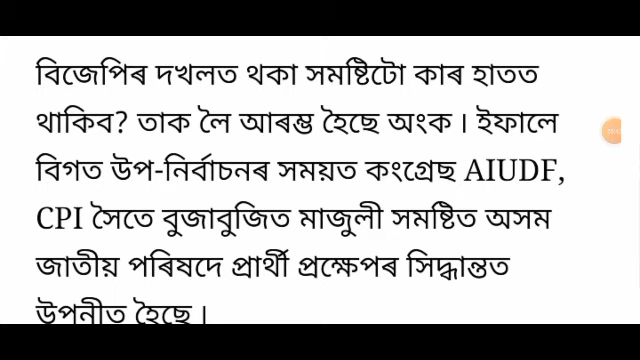 বিজেপিৰ দখলত থকা সমষ্টিটো কাৰ হাতত
থাকিব? তাক লৈ আৰম্ভ হৈছে অংক। ইফালে
বিগত উপ-নিৰ্বাচনৰ সময়ত কংগ্ৰেছ AIUDF,
CPI সৈতে বুজাবুজিত মাজুলী সমষ্টিত অসম
জাতীয় পৰিষদে প্ৰাৰ্থী প্ৰক্ষেপৰ সিদ্ধান্তত
উপনীত হৈছে।